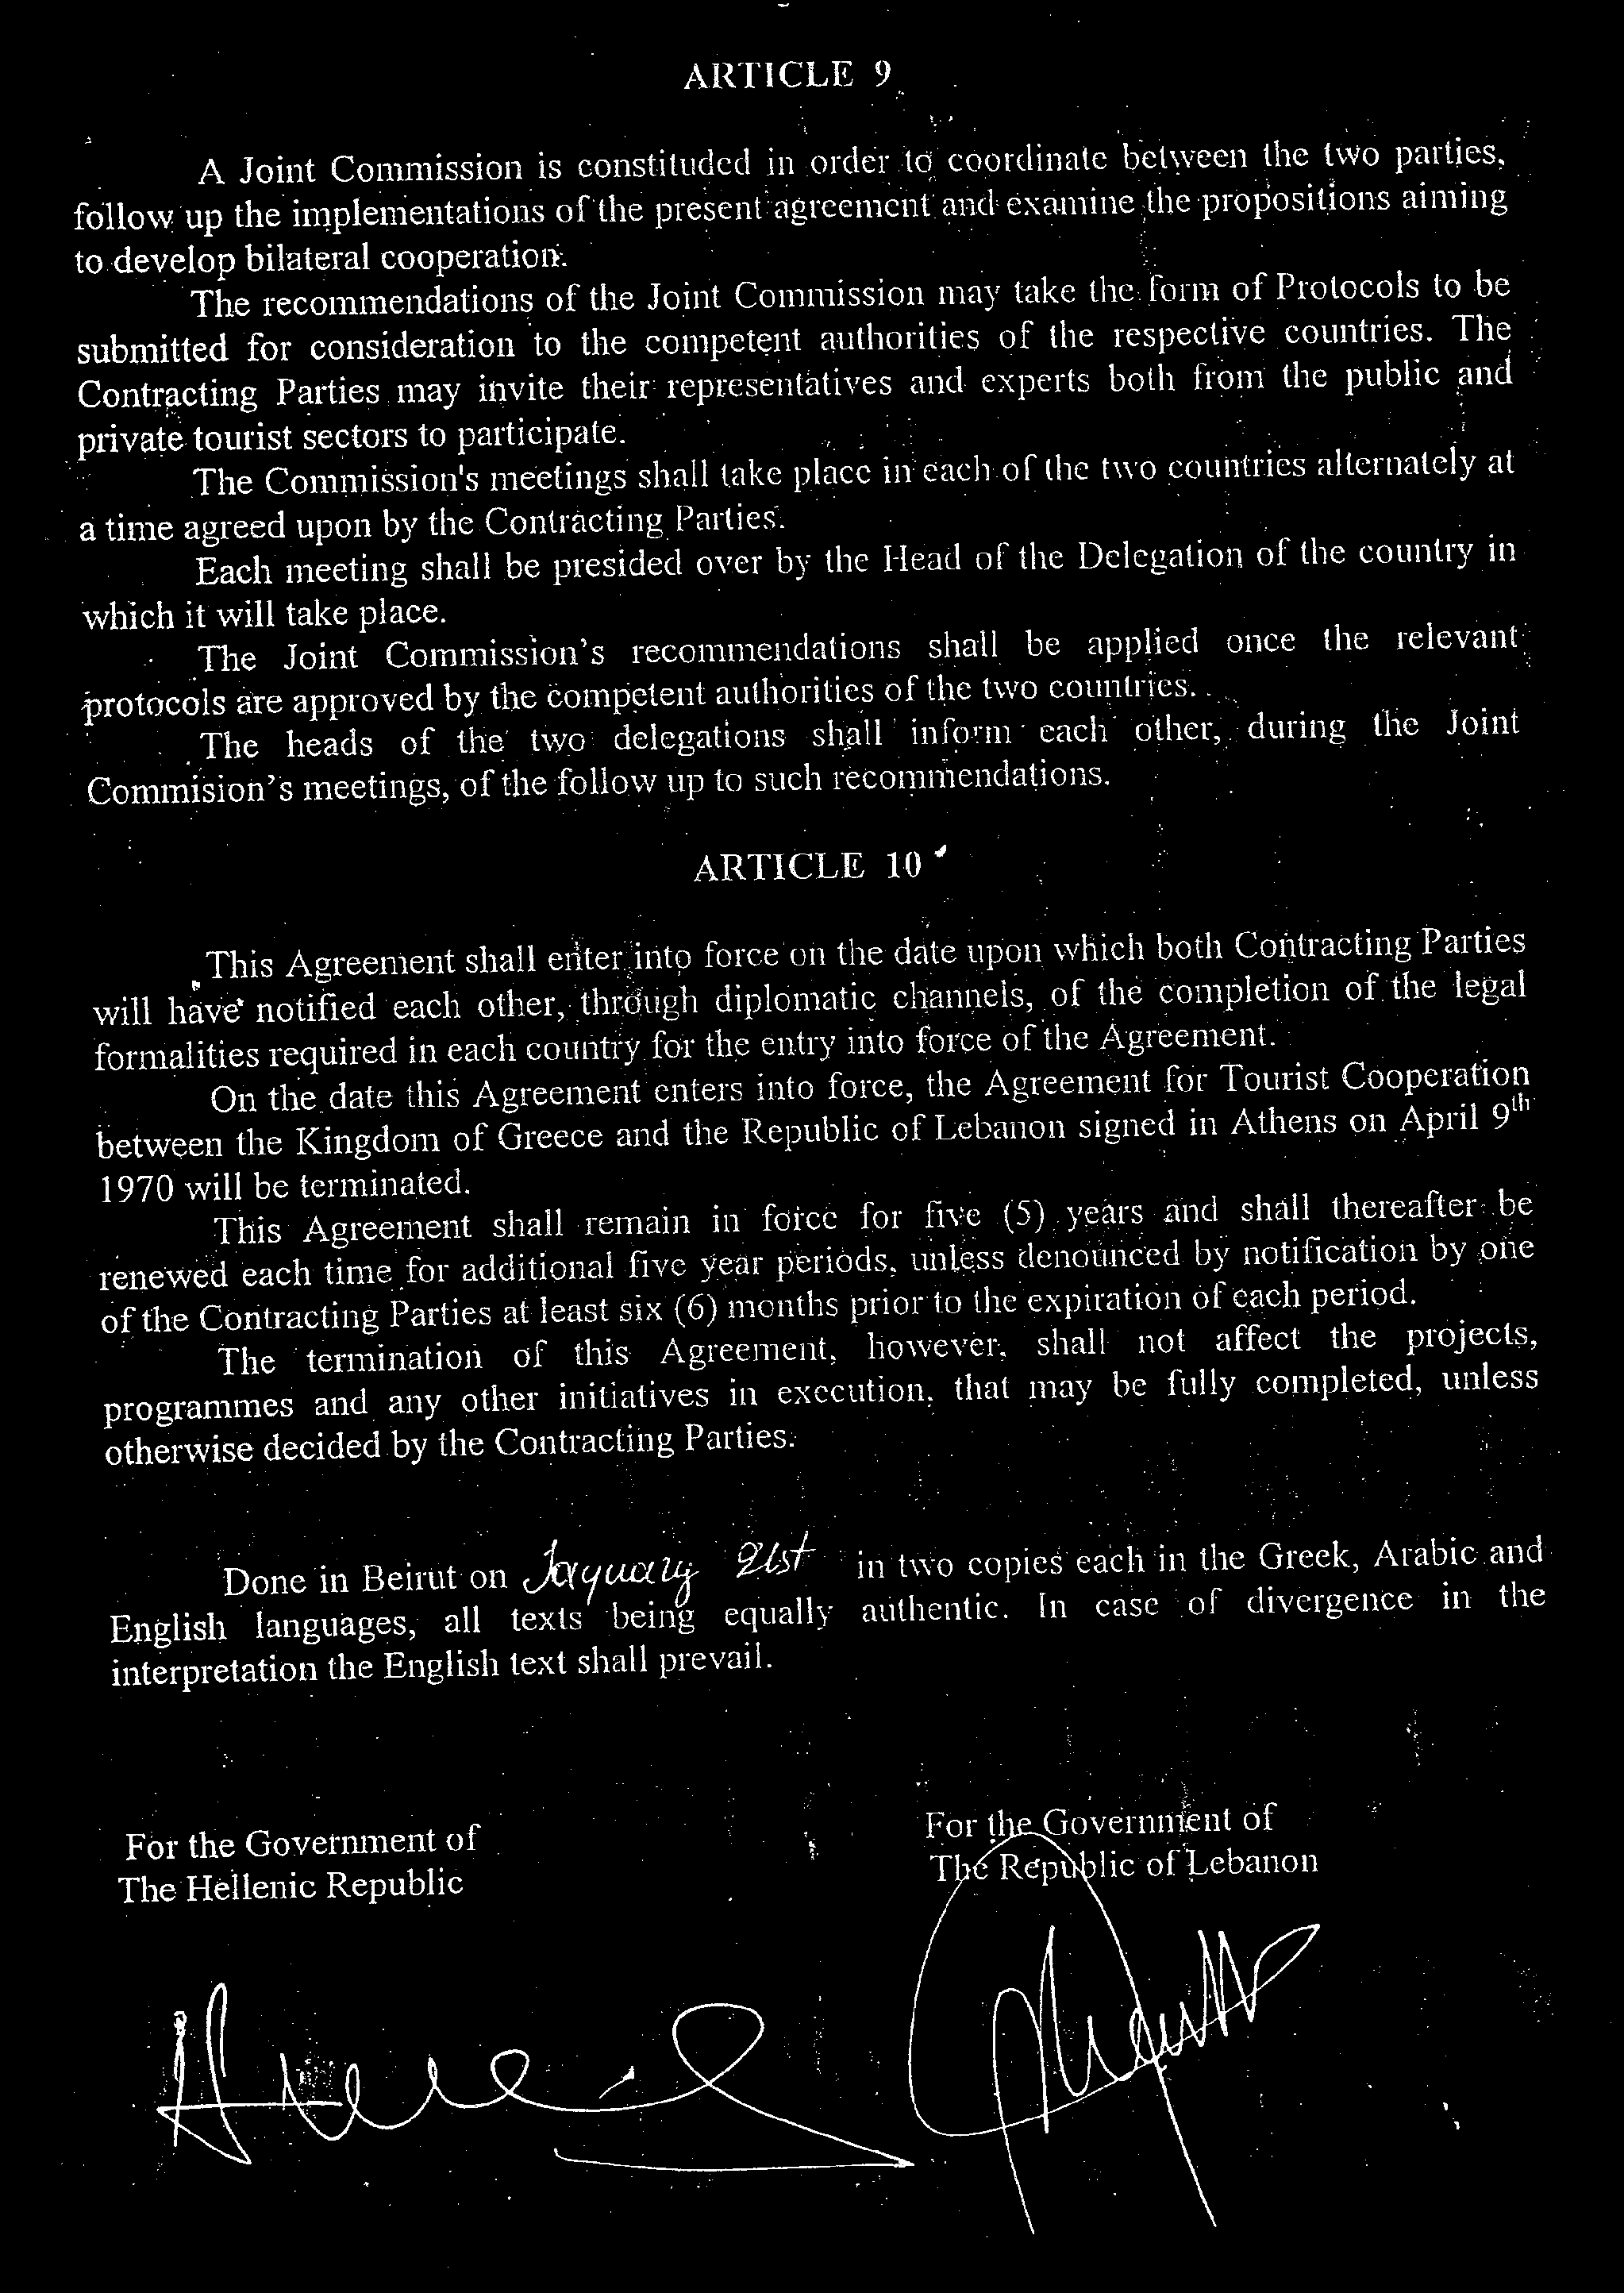 ARTICLE 9
A Joint Commission is constituded in order to coordinate between the two parties,
follow up the implementations of the present agreement and examine the propositions aiming
to develop bilateral cooperation.
The recommendations of the Joint Commission may take the form of Protocols to be
submitted for consideration to the competent authorities of the respective countries. The
Contracting Parties may invite their representatives and experts both from the public and
private tourist sectors to participate.
The Commission's meetings shall take place in each of the two countries alternately at
a time agreed upon by the Contracting Parties.
Each meeting shall be presided over by the Head of the Delegation of the country in
which it will take place.
The Joint Commission's recommendations shall be applied once the relevant
protocols are approved by the competent authorities of the two countries.
The heads of the two delegations shall inform each other, during the Joint
Commision's meetings, of the follow up to such recommendations.
ARTICLE 10
This Agreement shall enter into force on the date upon which both Contracting Parties
will have notified each other, through diplomatic channels, of the completion of the legal
formalities required in each country for the entry into force of the Agreement.
On the date this Agreement enters into force, the Agreement for Tourist Cooperation
between the Kingdom of Greece and the Republic of Lebanon signed in Athens on April 9th
1970 will be terminated.
This Agreement shall remain in force for five (5) years and shall thereafter be
renewed each time for additional five year periods, unless denounced by notification by one
of the Contracting Parties at least six (6) months prior to the expiration of each period.
The termination of this Agreement, however, shall not affect the projects,
programmes and any other initiatives in execution, that may be fully completed, unless
otherwise decided by the Contracting Parties.
Done in Beirut on January 21st in two copies each in the Greek, Arabic and
English languages, all texts being equally authentic. In case of divergence in the
interpretation the English text shall prevail.
For the Government of
The Hellenic Republic
For the Government of
The Republic of Lebanon